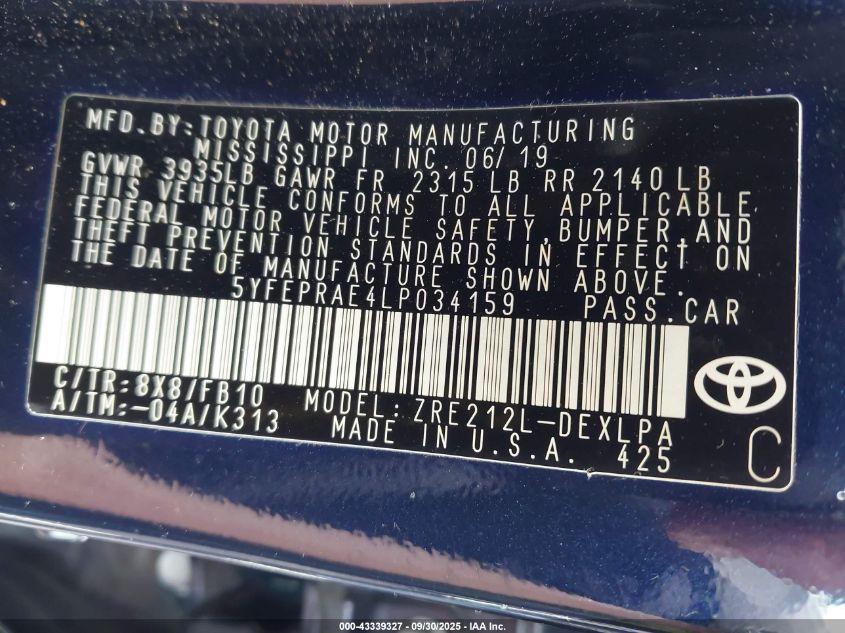 MFD.BY:TOYOTA MOTOR MANUFACTURING
MISSISSIPPI INC. 06/19
GVWR 3935LB GAWR FR 2315 LB RR 2140 LB
THIS VEHICLE CONFORMS TO ALL APPLICABLE
FEDERAL MOTOR VEHICLE SAFETY,BUMPER,AND
THEFT PREVENTION STANDARDS IN EFFECT ON
THE DATE OF MANUFACTURE SHOWN ABOVE.
5YFEPRAE4LP034159 PASS.CAR
C/TR:8X8/FB10
A/TM:-04A/K313
MODEL:ZRE212L-DEXLPA
MADE IN U.S.A. 425
C
000-43339327 - 09/30/2025 - IAA Inc.